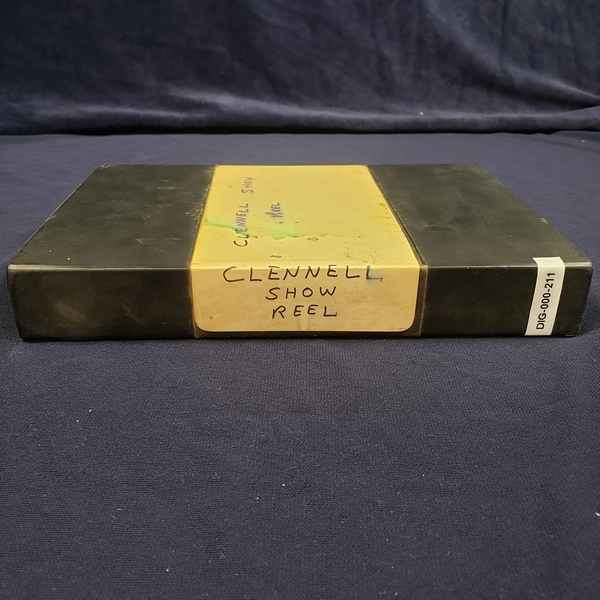 CLENNELL SHOW
REEL
CLENNELL
SHOW
REEL
DIG-000-211